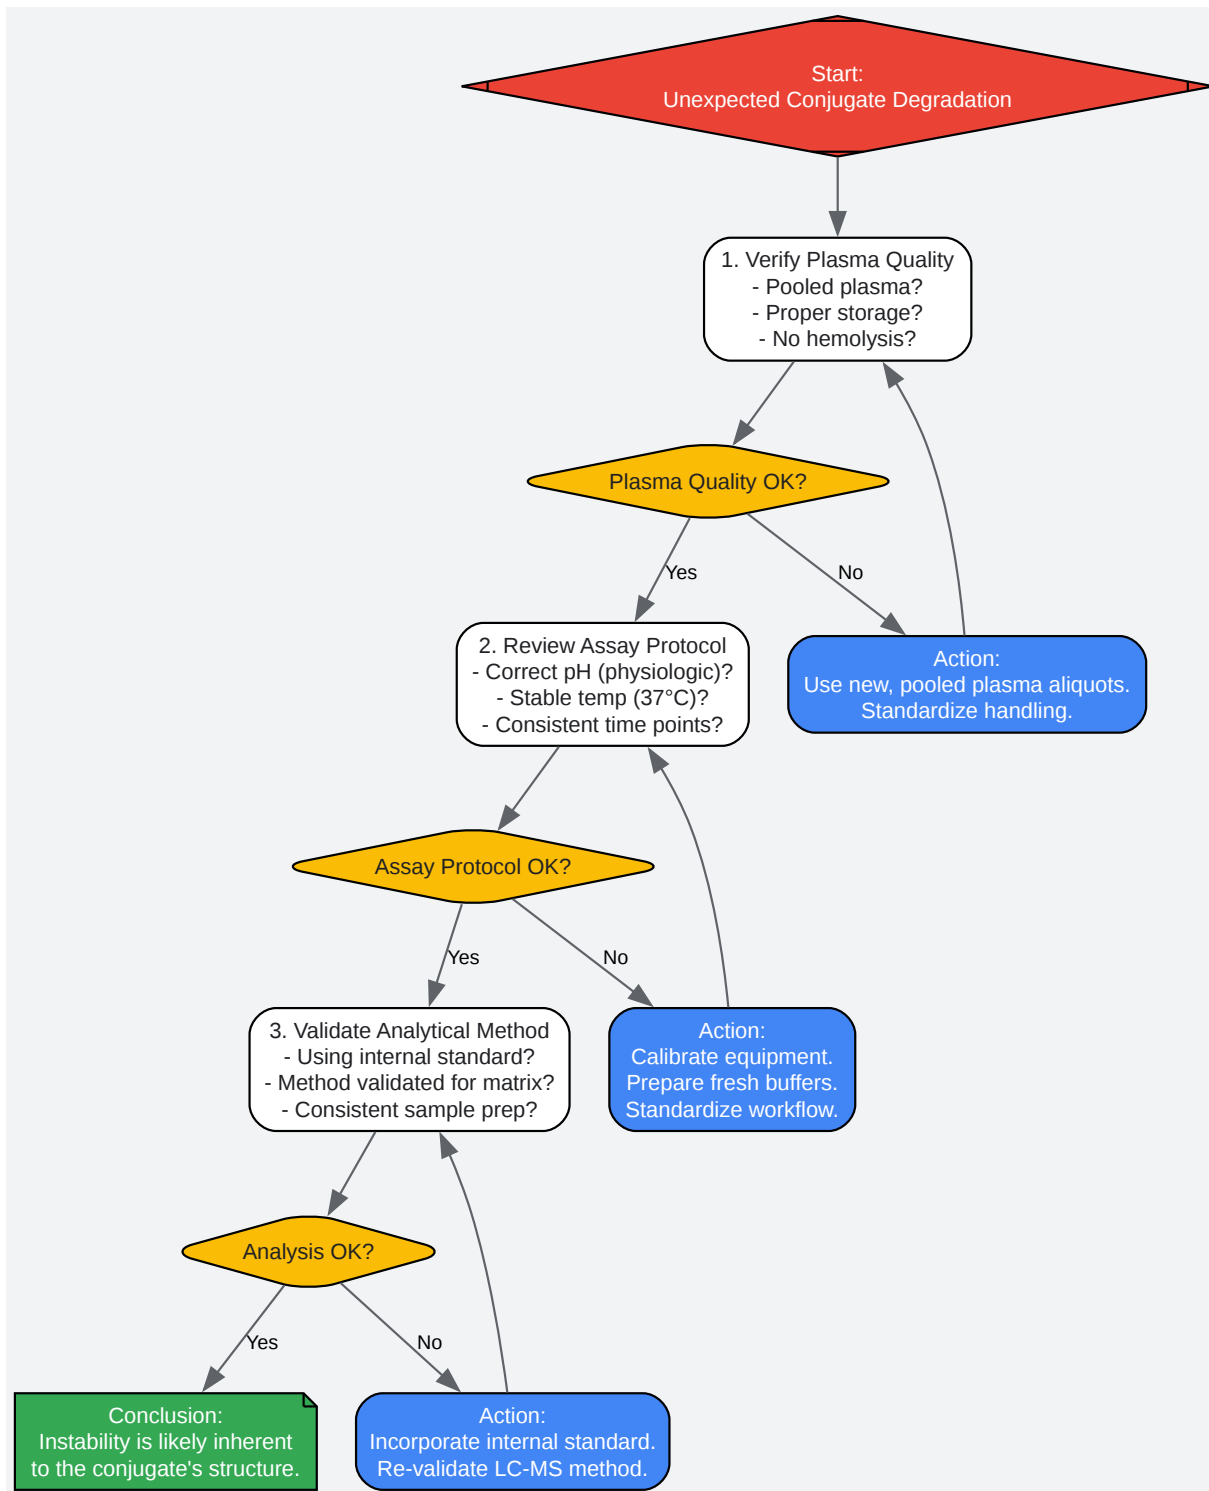 Start:
Unexpected Conjugate Degradation
1. Verify Plasma Quality
- Pooled plasma?
- Proper storage?
- No hemolysis?
Plasma Quality OK?
Yes
No
2. Review Assay Protocol
- Correct pH (physiologic)?
- Stable temp (37°C)?
- Consistent time points?
Action:
Use new, pooled plasma aliquots.
Standardize handling.
Assay Protocol OK?
Yes
No
3. Validate Analytical Method
- Using internal standard?
- Method validated for matrix?
- Consistent sample prep?
Action:
Calibrate equipment.
Prepare fresh buffers.
Standardize workflow.
Analysis OK?
Yes
No
Conclusion:
Instability is likely inherent
to the conjugate's structure.
Action:
Incorporate internal standard.
Re-validate LC-MS method.